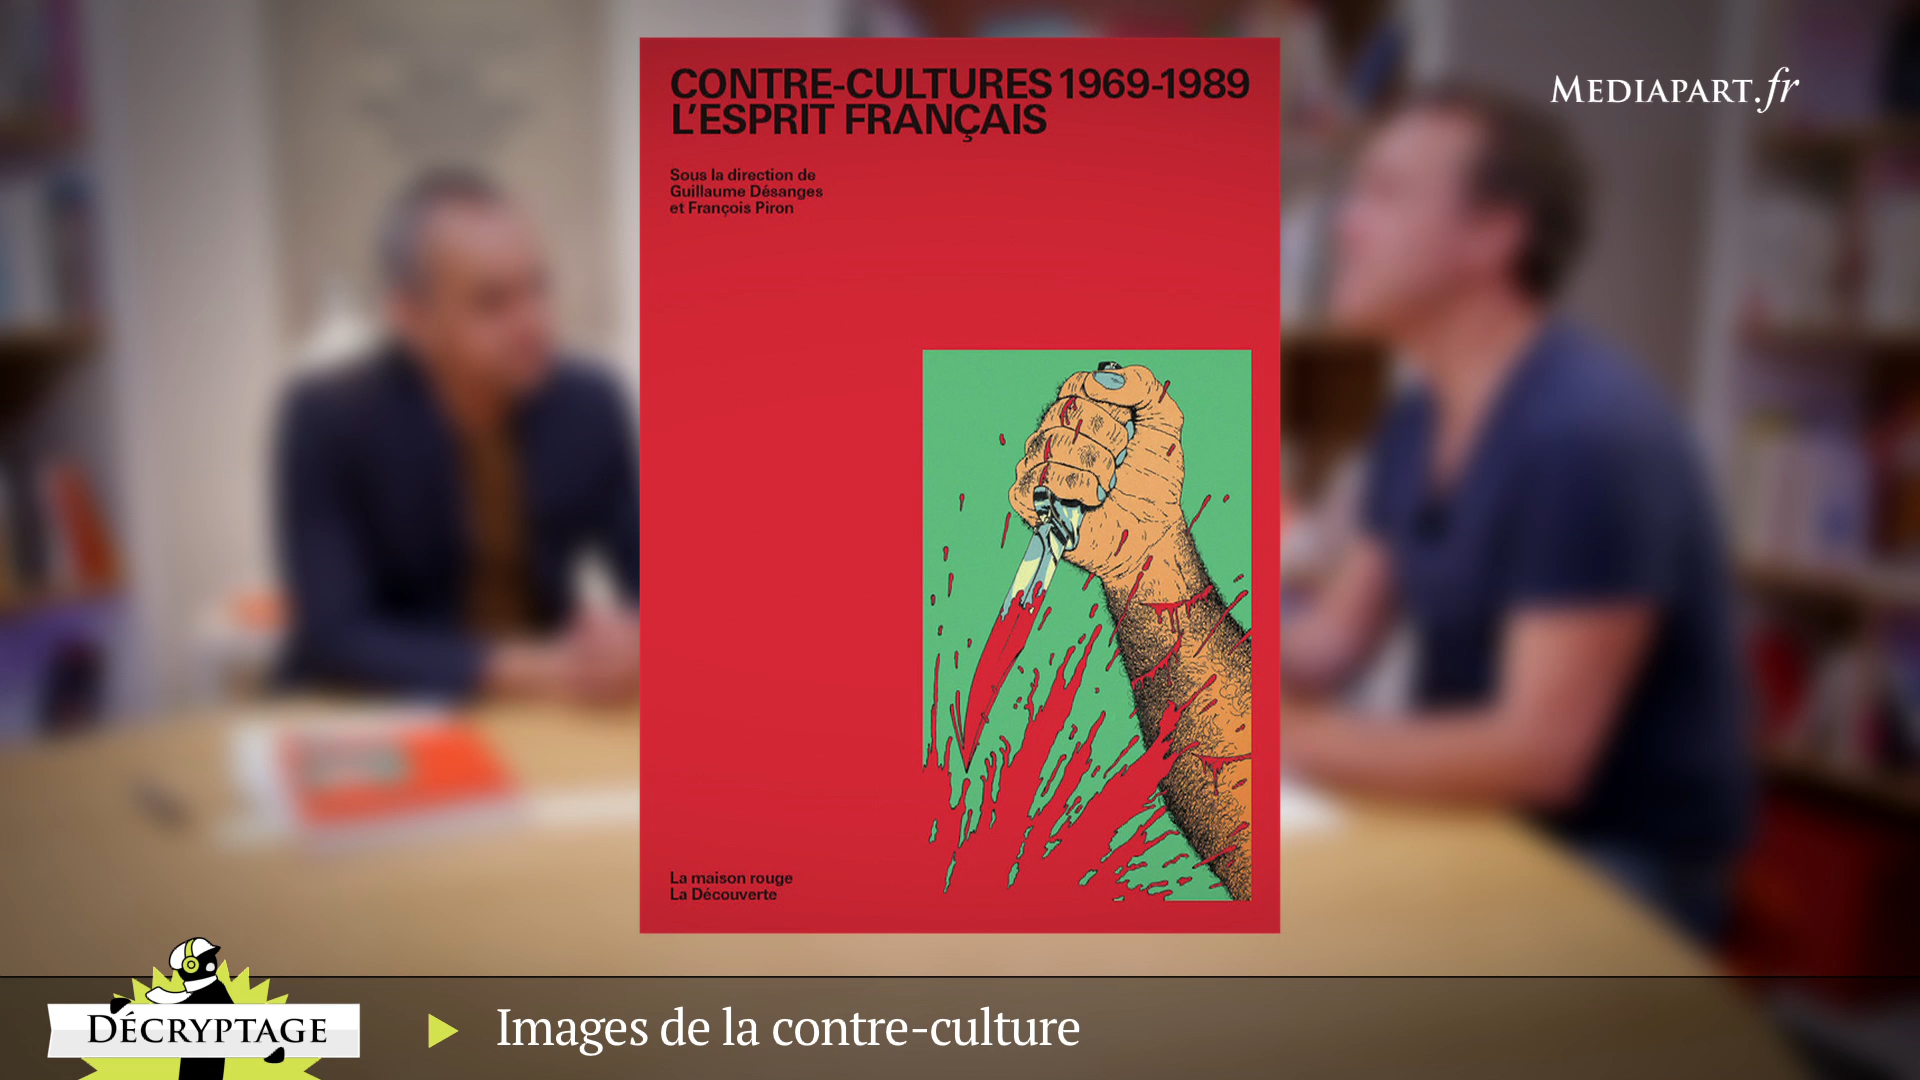 CONTRE-CULTURES 1969-1989
L'ESPRIT FRANÇAIS
Sous la direction de
Guillaume Désanges
et François Piron
La maison rouge
La Découverte
MEDIAPART.fr
DÉCRYPTAGE
Images de la contre-culture